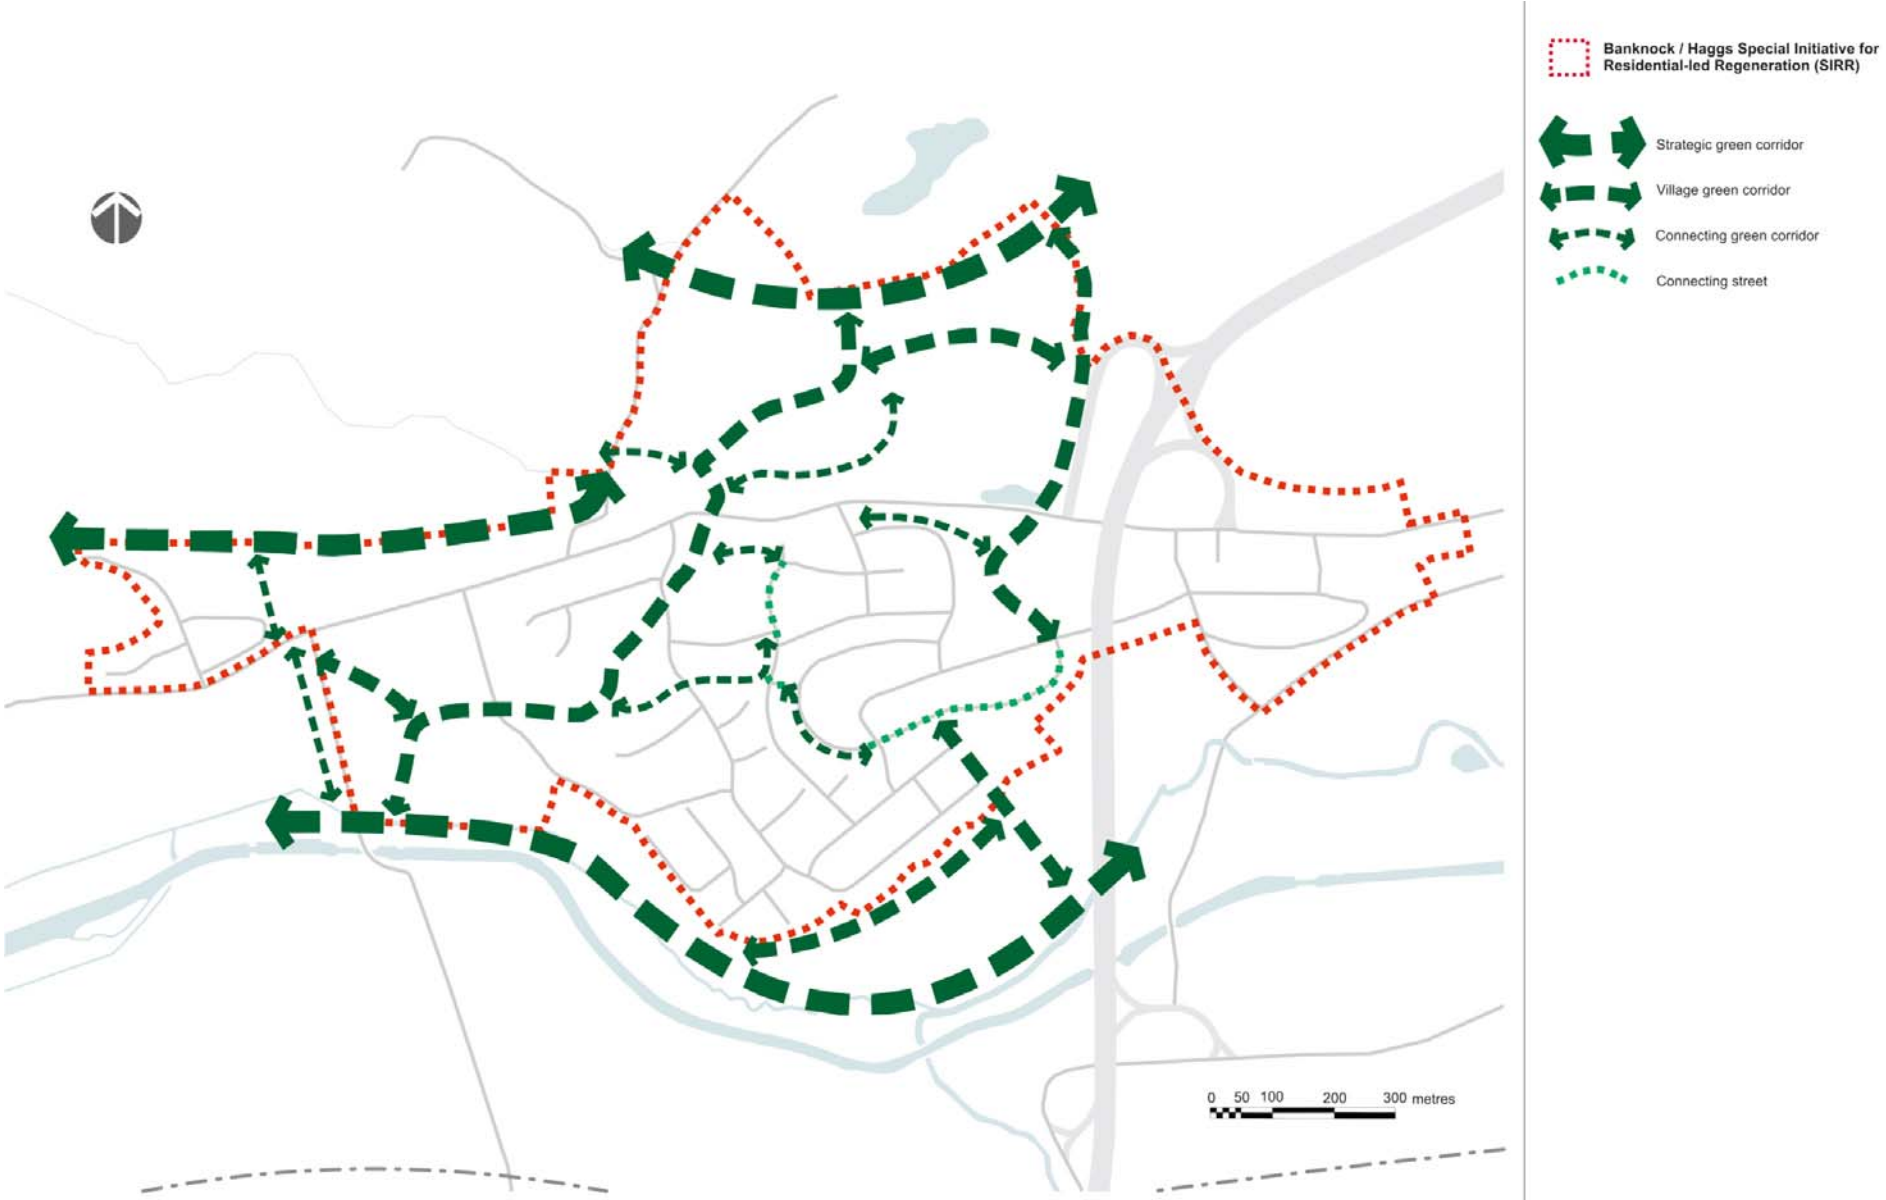 Banknock / Haggs Special Initiative for
Residential-led Regeneration (SIRR)
Strategic green corridor
Village green corridor
Connecting green corridor
Connecting street
0 50 100 200 300 metres